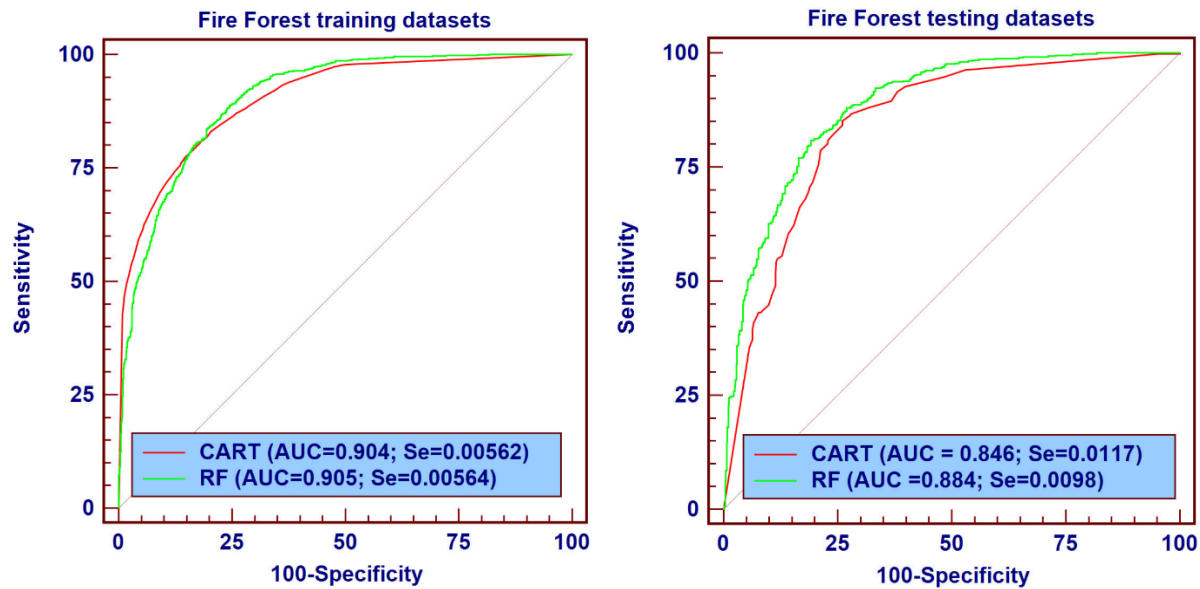 Fire Forest training datasets
100
75
50
25
0
Sensitivity
CART (AUC=0.904; Se=0.00562)
RF (AUC=0.905; Se=0.00564)
0 25 50 75 100
100-Specificity
Fire Forest testing datasets
100
75
50
25
0
Sensitivity
CART (AUC = 0.846; Se=0.0117)
RF (AUC =0.884; Se=0.0098)
0 25 50 75 100
100-Specificity